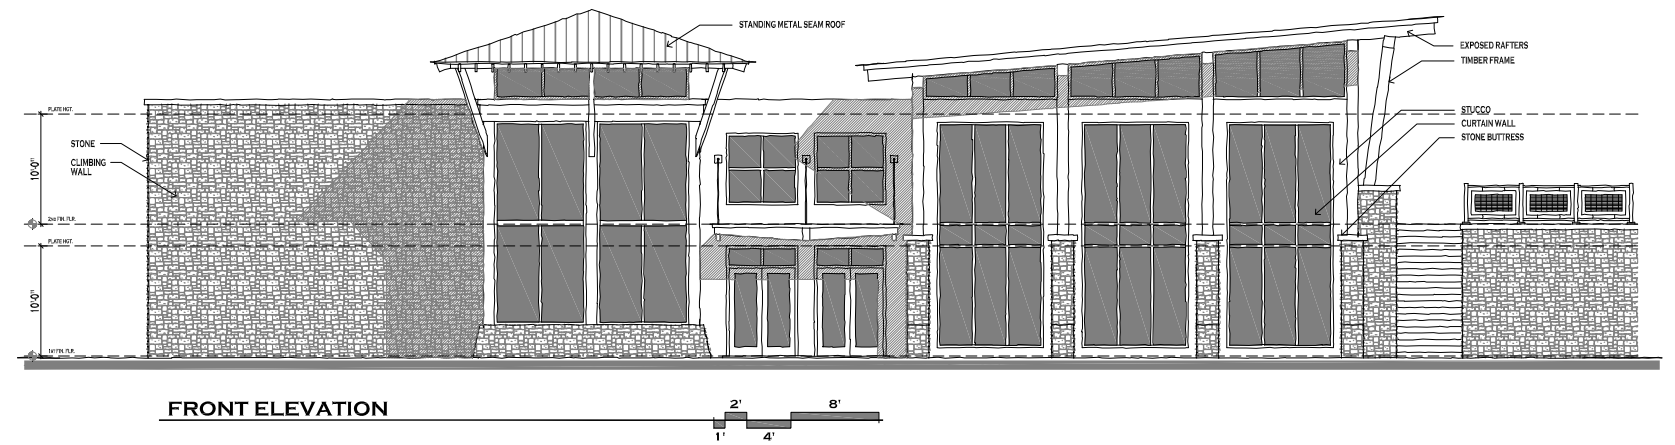 STANDING METAL SEAM ROOF
EXPOSED RAFTERS
TIMBER FRAME
PLATE HGT.
STUCCO
CURTAIN WALL
STONE BUTTRESS
STONE
CLIMBING
WALL
10'-0"
2ND FIN. FLR.
PLATE HGT.
10'-0"
1ST FIN. FLR.
FRONT ELEVATION
2'
8'
1'
4'